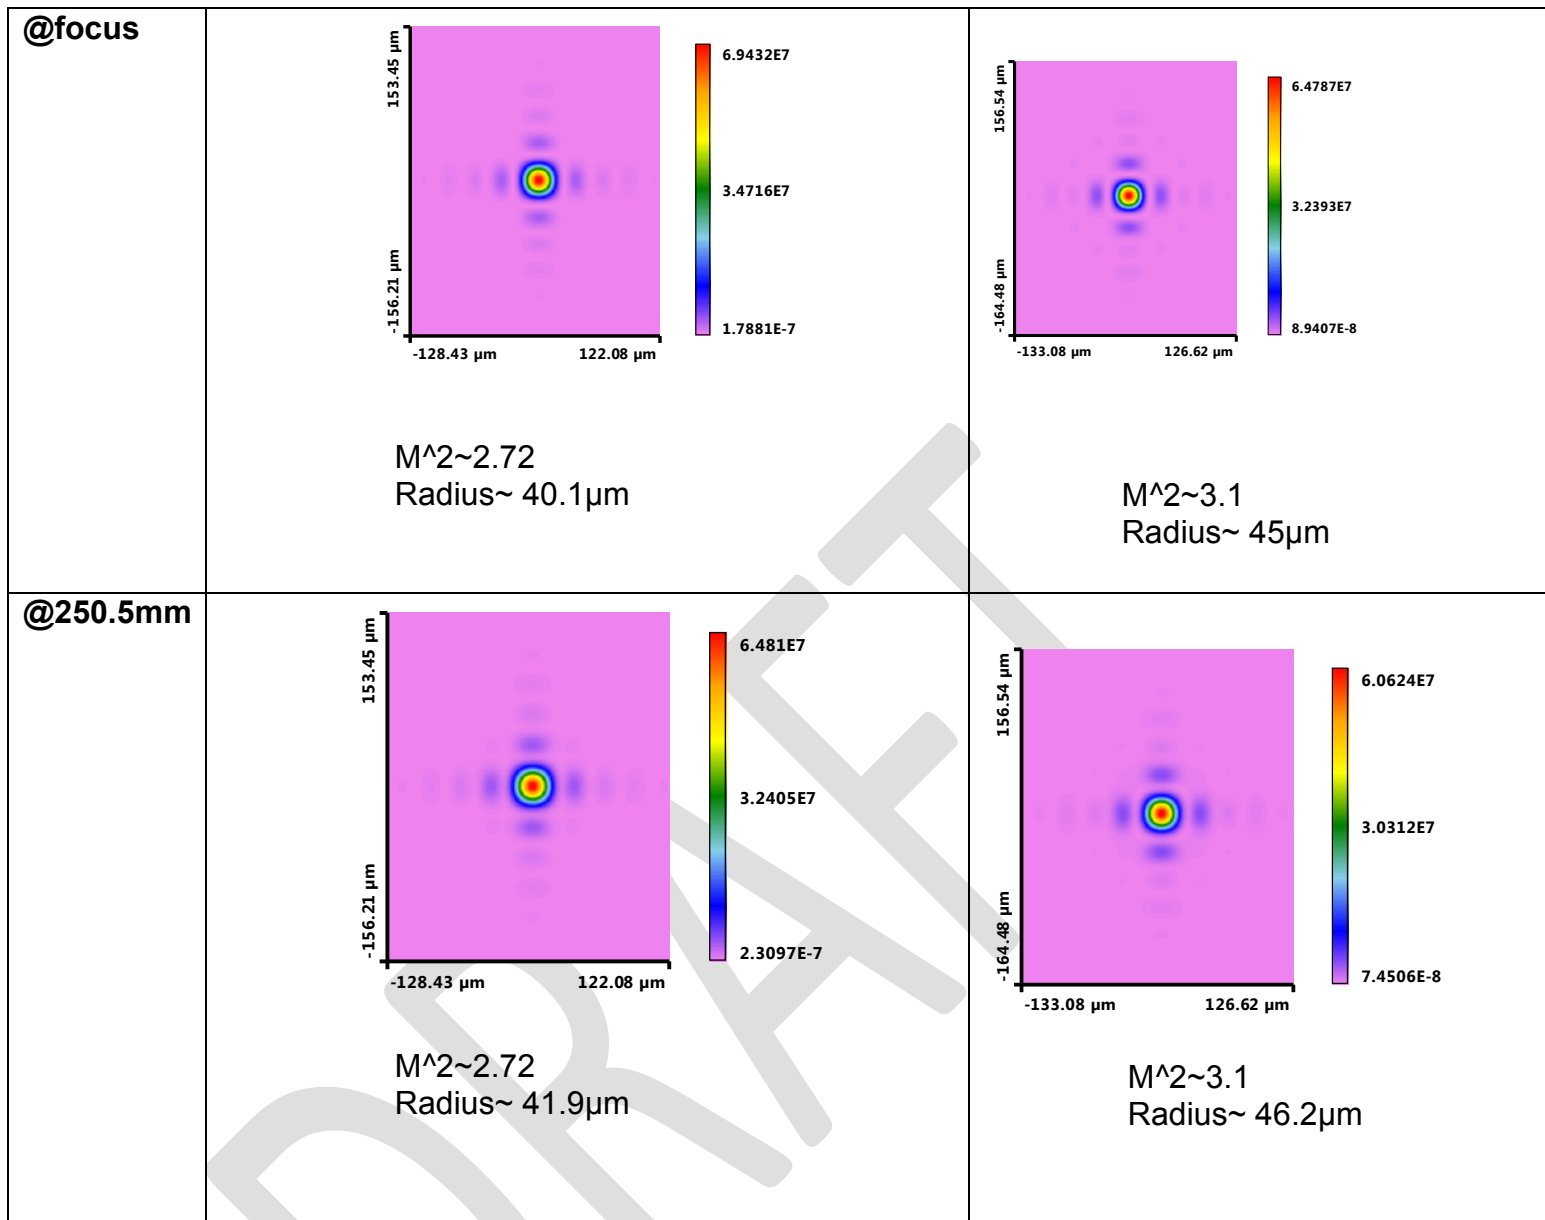 @focus
153.45 µm
-156.21 µm
-128.43 µm
122.08 µm
6.9432E7
3.4716E7
1.7881E-7
M^2~2.72
Radius~ 40.1µm
156.54 µm
-164.48 µm
-133.08 µm
126.62 µm
6.4787E7
3.2393E7
8.9407E-8
M^2~3.1
Radius~ 45µm
@250.5mm
153.45 µm
-156.21 µm
-128.43 µm
122.08 µm
6.481E7
3.2405E7
2.3097E-7
M^2~2.72
Radius~ 41.9µm
156.54 µm
-164.48 µm
-133.08 µm
126.62 µm
6.0624E7
3.0312E7
7.4506E-8
M^2~3.1
Radius~ 46.2µm
DRAFT